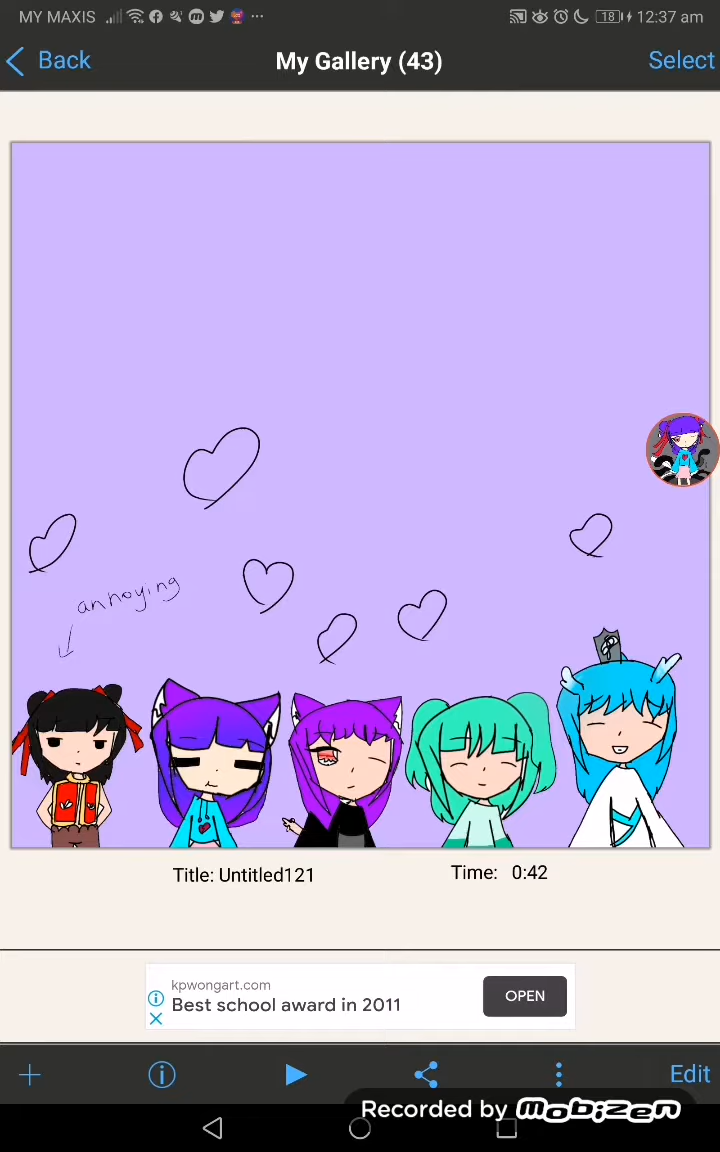 MY MAXIS
18
12:37 am
Back
My Gallery (43)
Select
annoying
Title: Untitled121
Time: 0:42
kpwongart.com
Best school award in 2011
OPEN
Edit
Recorded by mobizen